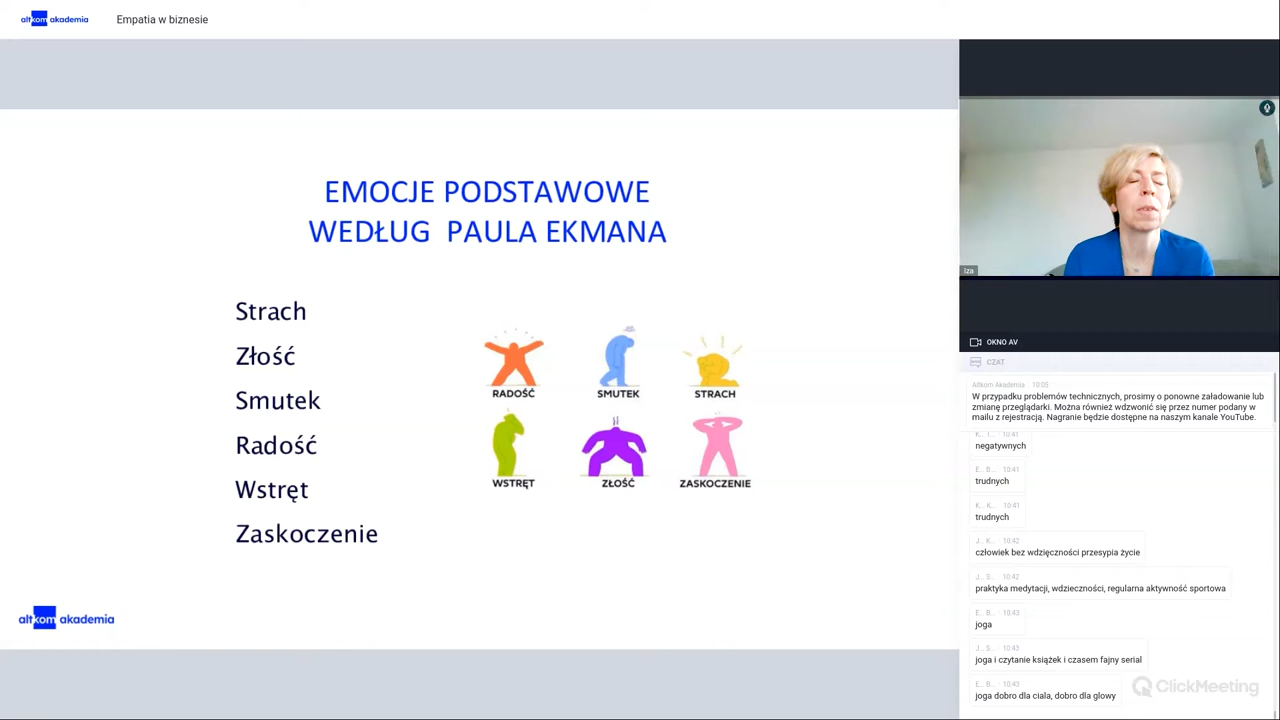 altkom akademia
Empatia w biznesie
EMOCJE PODSTAWOWE
WEDŁUG PAULA EKMANA
Strach
Złość
Smutek
Radość
Wstręt
Zaskoczenie
RADOŚĆ
SMUTEK
STRACH
WSTRĘT
ZŁOŚĆ
ZASKOCZENIE
altkom akademia
Iza
OKNO AV
CZAT
Altkom Akademia 10:05
W przypadku problemów technicznych, prosimy o ponowne załadowanie lub
zmianę przeglądarki. Można również wdzwonić się przez numer podany w
mailu z rejestracją. Nagranie będzie dostępne na naszym kanale YouTube.
K... T... 10:41
negatywnych
E... B... 10:41
trudnych
K... K... 10:41
trudnych
J... K... 10:42
człowiek bez wdzięczności przesypia życie
J... S... 10:42
praktyka medytacji, wdzieczności, regularna aktywność sportowa
E... B... 10:43
joga
J... S... 10:43
joga i czytanie książek i czasem fajny serial
E... B... 10:43
joga dobro dla ciala, dobro dla glowy
ClickMeeting